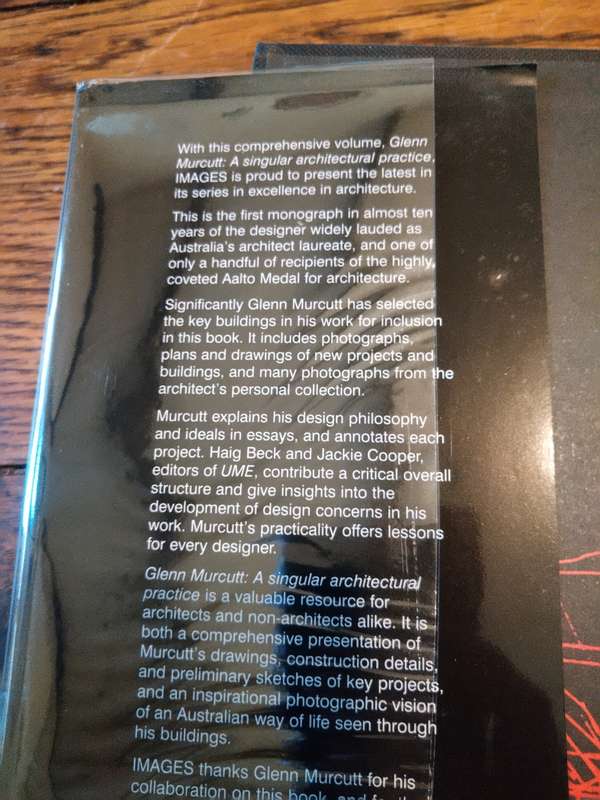 With this comprehensive volume, Glenn
Murcutt: A singular architectural practice,
IMAGES is proud to present the latest in
its series in excellence in architecture.
This is the first monograph in almost ten
years of the designer widely lauded as
Australia's architect laureate, and one of
only a handful of recipients of the highly
coveted Aalto Medal for architecture.
Significantly Glenn Murcutt has selected
the key buildings in his work for inclusion
in this book. It includes photographs,
plans and drawings of new projects and
buildings, and many photographs from the
architect's personal collection.
Murcutt explains his design philosophy
and ideals in essays, and annotates each
project. Haig Beck and Jackie Cooper,
editors of UME, contribute a critical overall
structure and give insights into the
development of design concerns in his
work. Murcutt's practicality offers lessons
for every designer.
Glenn Murcutt: A singular architectural
practice is a valuable resource for
architects and non-architects alike. It is
both a comprehensive presentation of
Murcutt's drawings, construction details,
and preliminary sketches of key projects,
and an inspirational photographic vision
of an Australian way of life seen through
his buildings.
IMAGES thanks Glenn Murcutt for his
collaboration on this book, and for